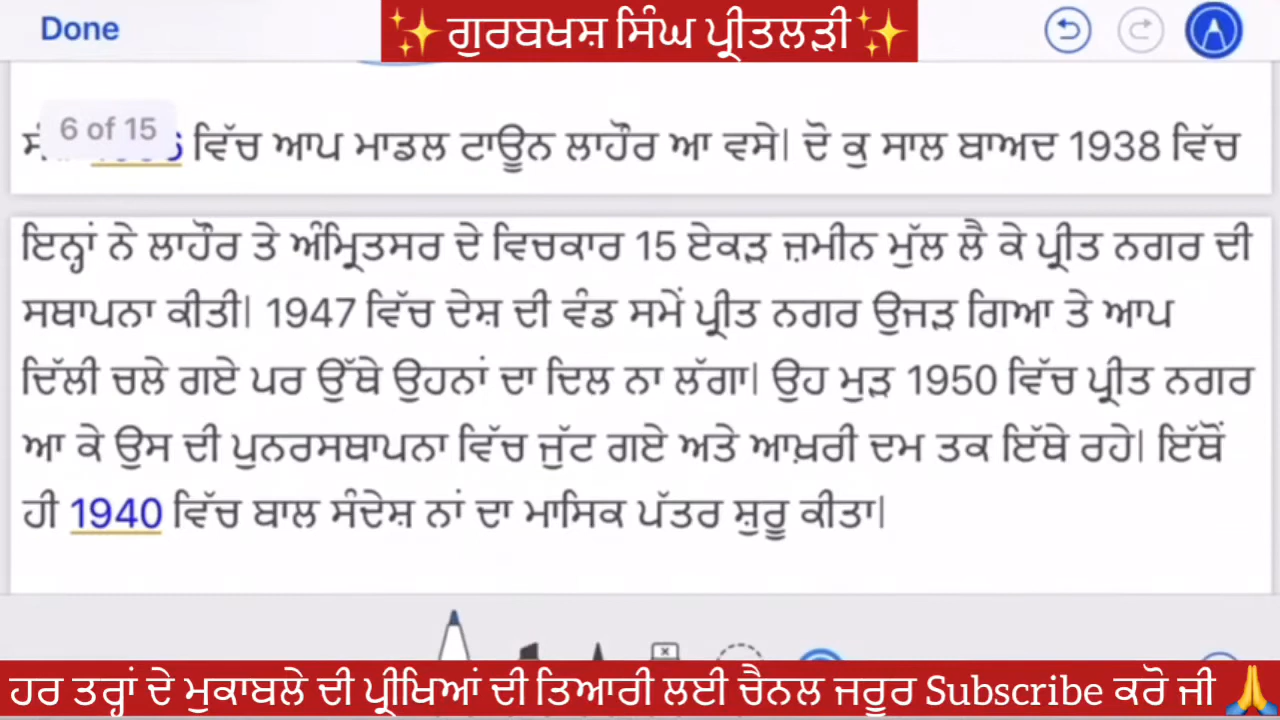 Done
✨ਗੁਰਬਖਸ਼ ਸਿੰਘ ਪ੍ਰੀਤਲੜੀ✨
6 of 15
ਵਿੱਚ ਆਪ ਮਾਡਲ ਟਾਊਨ ਲਾਹੌਰ ਆ ਵਸੇ। ਦੋ ਕੁ ਸਾਲ ਬਾਅਦ 1938 ਵਿੱਚ
ਇਨ੍ਹਾਂ ਨੇ ਲਾਹੌਰ ਤੇ ਅੰਮ੍ਰਿਤਸਰ ਦੇ ਵਿਚਕਾਰ 15 ਏਕੜ ਜ਼ਮੀਨ ਮੁੱਲ ਲੈ ਕੇ ਪ੍ਰੀਤ ਨਗਰ ਦੀ
ਸਥਾਪਨਾ ਕੀਤੀ। 1947 ਵਿੱਚ ਦੇਸ਼ ਦੀ ਵੰਡ ਸਮੇਂ ਪ੍ਰੀਤ ਨਗਰ ਉਜੜ ਗਿਆ ਤੇ ਆਪ
ਦਿੱਲੀ ਚਲੇ ਗਏ ਪਰ ਉੱਥੇ ਉਹਨਾਂ ਦਾ ਦਿਲ ਨਾ ਲੱਗਾ। ਉਹ ਮੁੜ 1950 ਵਿੱਚ ਪ੍ਰੀਤ ਨਗਰ
ਆ ਕੇ ਉਸ ਦੀ ਪੁਨਰਸਥਾਪਨਾ ਵਿੱਚ ਜੁੱਟ ਗਏ ਅਤੇ ਆਖ਼ਰੀ ਦਮ ਤਕ ਇੱਥੇ ਰਹੇ। ਇੱਥੋਂ
ਹੀ 1940 ਵਿੱਚ ਬਾਲ ਸੰਦੇਸ਼ ਨਾਂ ਦਾ ਮਾਸਿਕ ਪੱਤਰ ਸ਼ੁਰੂ ਕੀਤਾ।
ਹਰ ਤਰ੍ਹਾਂ ਦੇ ਮੁਕਾਬਲੇ ਦੀ ਪ੍ਰੀਖਿਆਂ ਦੀ ਤਿਆਰੀ ਲਈ ਚੈਨਲ ਜਰੂਰ Subscribe ਕਰੋ ਜੀ 🙏